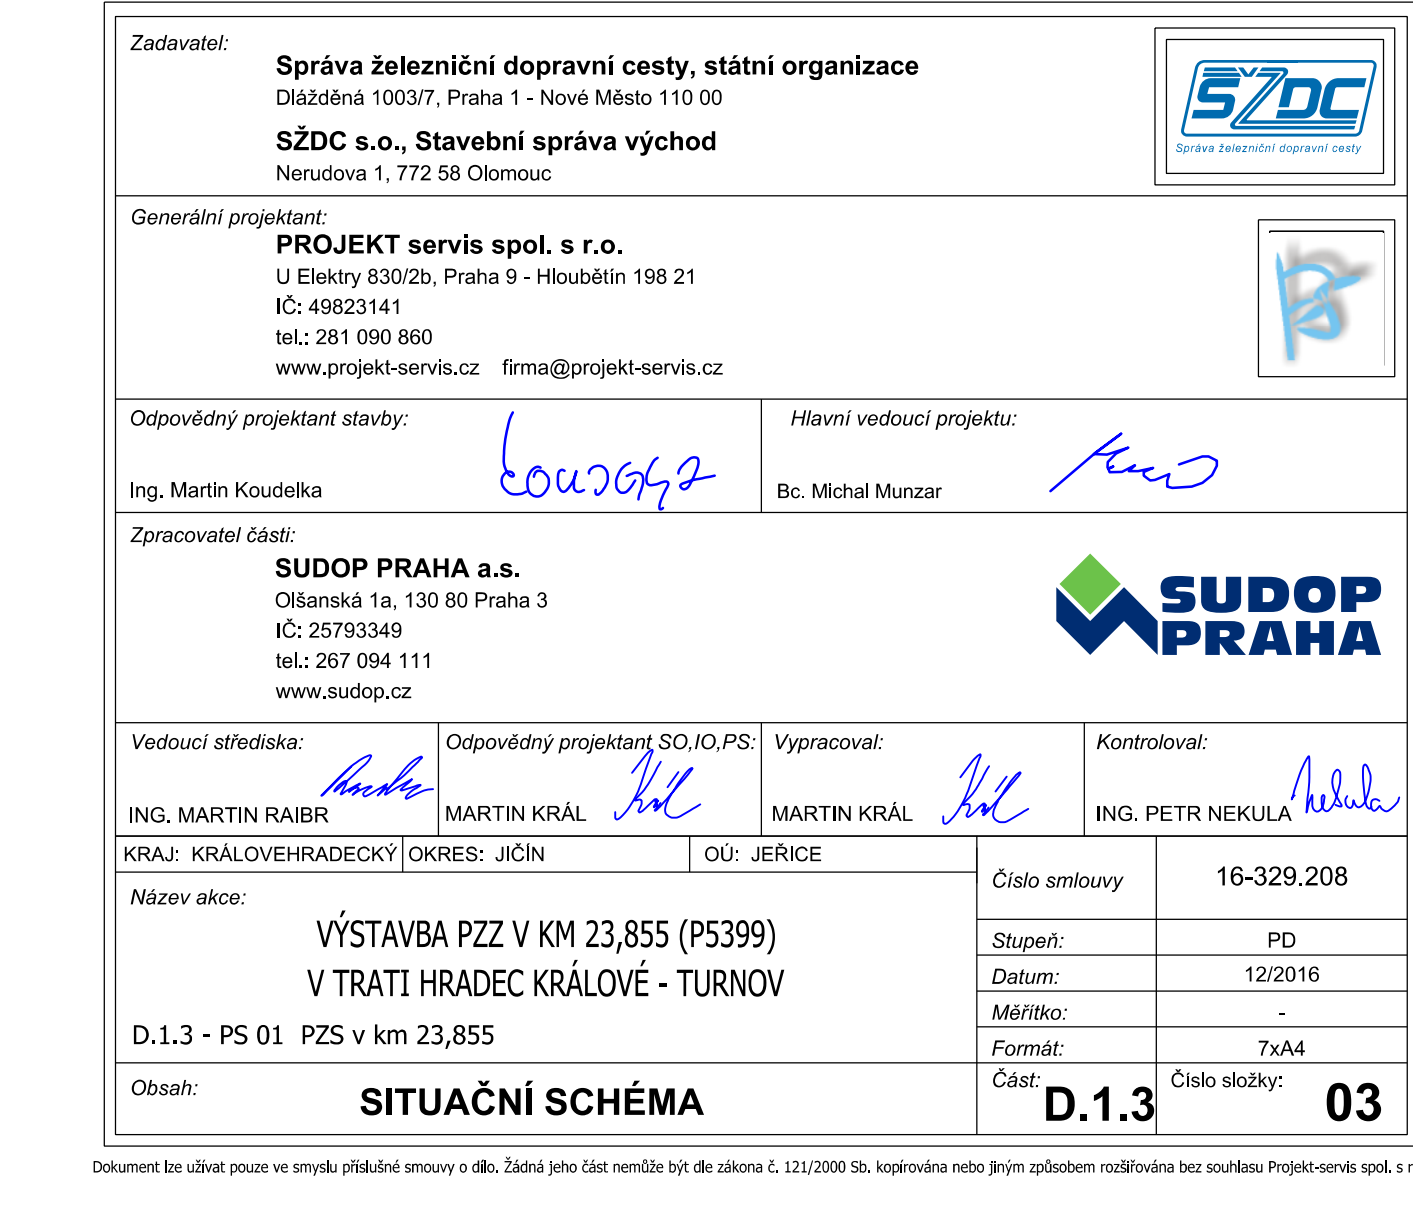 Zadavatel:
Správa železniční dopravní cesty, státní organizace
Dlážděná 1003/7, Praha 1 - Nové Město 110 00
SŽDC s.o., Stavební správa východ
Nerudova 1, 772 58 Olomouc
SŽDC
Správa železniční dopravní cesty
Generální projektant:
PROJEKT servis spol. s r.o.
U Elektry 830/2b, Praha 9 - Hloubětín 198 21
IČ: 49823141
tel.: 281 090 860
www.projekt-servis.cz firma@projekt-servis.cz
Odpovědný projektant stavby:
Ing. Martin Koudelka
Hlavní vedoucí projektu:
Bc. Michal Munzar
Zpracovatel části:
SUDOP PRAHA a.s.
Olšanská 1a, 130 80 Praha 3
IČ: 25793349
tel.: 267 094 111
www.sudop.cz
SUDOP
PRAHA
Vedoucí střediska:
ING. MARTIN RAIBR
Odpovědný projektant SO,IO,PS:
MARTIN KRÁL
Král
Vypracoval:
MARTIN KRÁL
Král
Kontroloval:
ING. PETR NEKULA
Nekula
KRAJ: KRÁLOVEHRADECKÝ
OKRES: JIČÍN
OÚ: JEŘICE
Název akce:
VÝSTAVBA PZZ V KM 23,855 (P5399)
V TRATI HRADEC KRÁLOVÉ - TURNOV
D.1.3 - PS 01 PZS v km 23,855
Číslo smlouvy 16-329.208
Stupeň: PD
Datum: 12/2016
Měřítko: -
Formát: 7xA4
Obsah: SITUAČNÍ SCHÉMA
Část: D.1.3
Číslo složky: 03
Dokument lze užívat pouze ve smyslu příslušné smouvy o dílo. Žádná jeho část nemůže být dle zákona č. 121/2000 Sb. kopírována nebo jiným způsobem rozšiřována bez souhlasu Projekt-servis spol. s